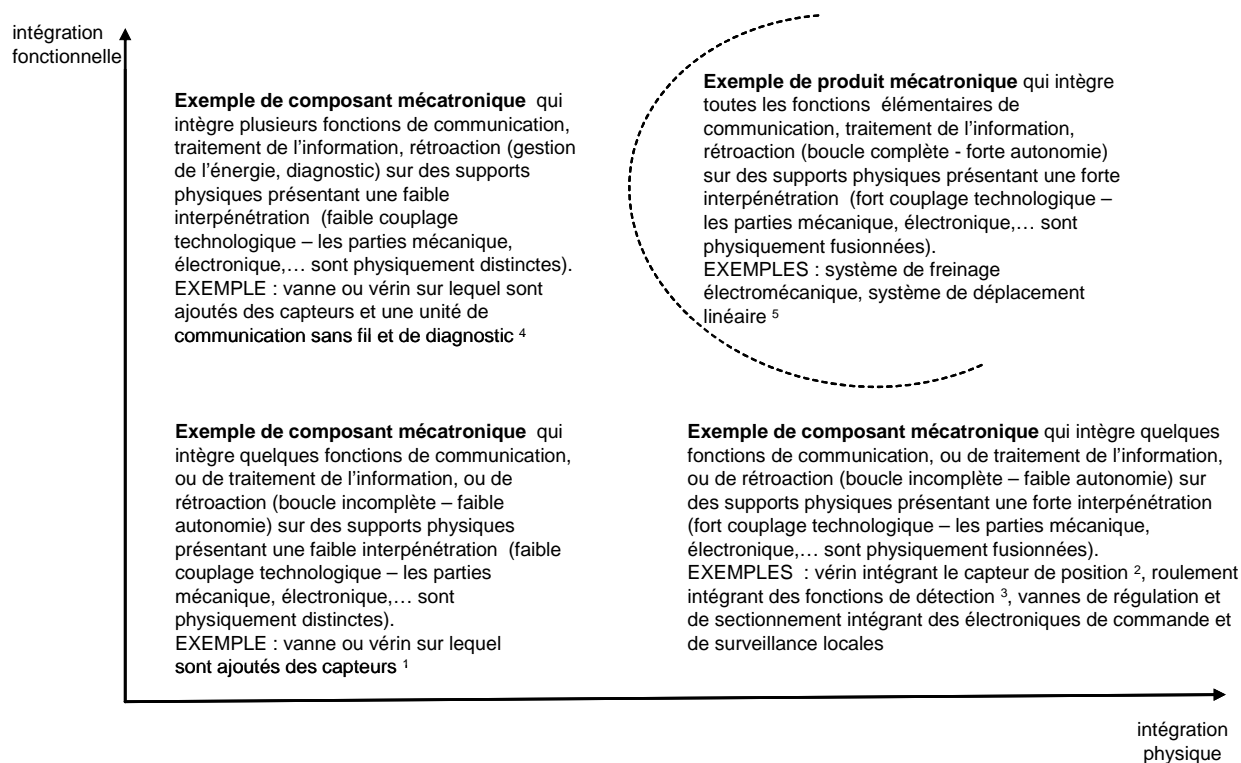 intégration
fonctionnelle
Exemple de composant mécatronique qui
intègre plusieurs fonctions de communication,
traitement de l’information, rétroaction (gestion
de l’énergie, diagnostic) sur des supports
physiques présentant une faible
interpénétration (faible couplage
technologique – les parties mécanique,
électronique,… sont physiquement distinctes).
EXEMPLE : vanne ou vérin sur lequel sont
ajoutés des capteurs et une unité de
communication sans fil et de diagnostic ⁴
Exemple de produit mécatronique qui intègre
toutes les fonctions élémentaires de
communication, traitement de l’information,
rétroaction (boucle complète - forte autonomie)
sur des supports physiques présentant une forte
interpénétration (fort couplage technologique –
les parties mécanique, électronique,… sont
physiquement fusionnées).
EXEMPLES : système de freinage
électromécanique, système de déplacement
linéaire ⁵
Exemple de composant mécatronique qui
intègre quelques fonctions de communication,
ou de traitement de l’information, ou de
rétroaction (boucle incomplète – faible
autonomie) sur des supports physiques
présentant une faible interpénétration (faible
couplage technologique – les parties
mécanique, électronique,… sont
physiquement distinctes).
EXEMPLE : vanne ou vérin sur lequel
sont ajoutés des capteurs ¹
Exemple de composant mécatronique qui intègre quelques
fonctions de communication, ou de traitement de l’information,
ou de rétroaction (boucle incomplète – faible autonomie) sur
des supports physiques présentant une forte interpénétration
(fort couplage technologique – les parties mécanique,
électronique,… sont physiquement fusionnées).
EXEMPLES : vérin intégrant le capteur de position ², roulement
intégrant des fonctions de détection ³, vannes de régulation et
de sectionnement intégrant des électroniques de commande et
de surveillance locales
intégration
physique